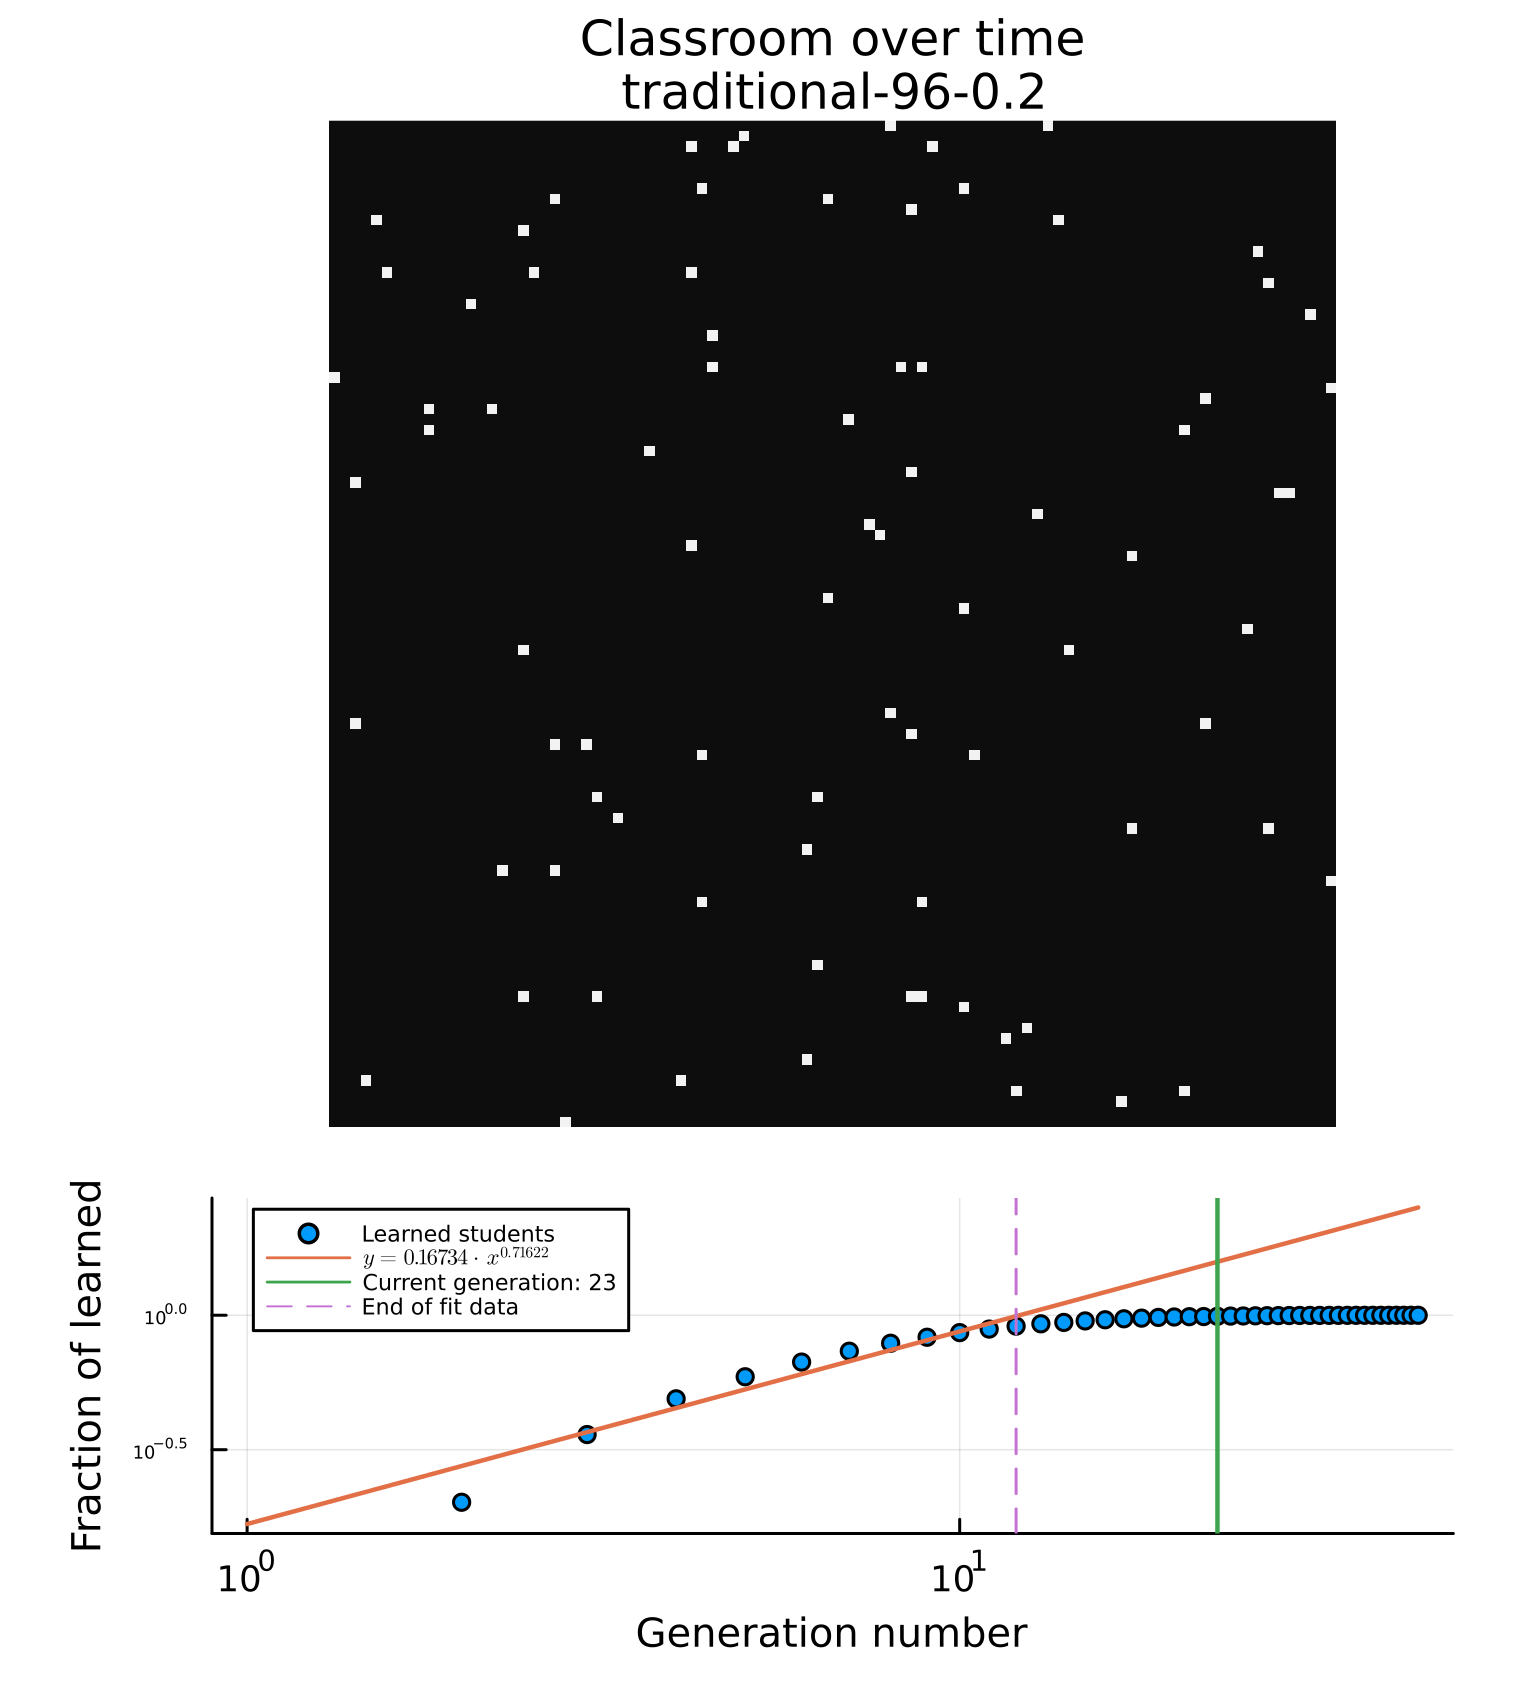 Classroom over time
traditional-96-0.2
Fraction of learned
Learned students
y = 0.16734 · x^0.71622
Current generation: 23
End of fit data
10^0.0
10^−0.5
10^0
10^1
Generation number